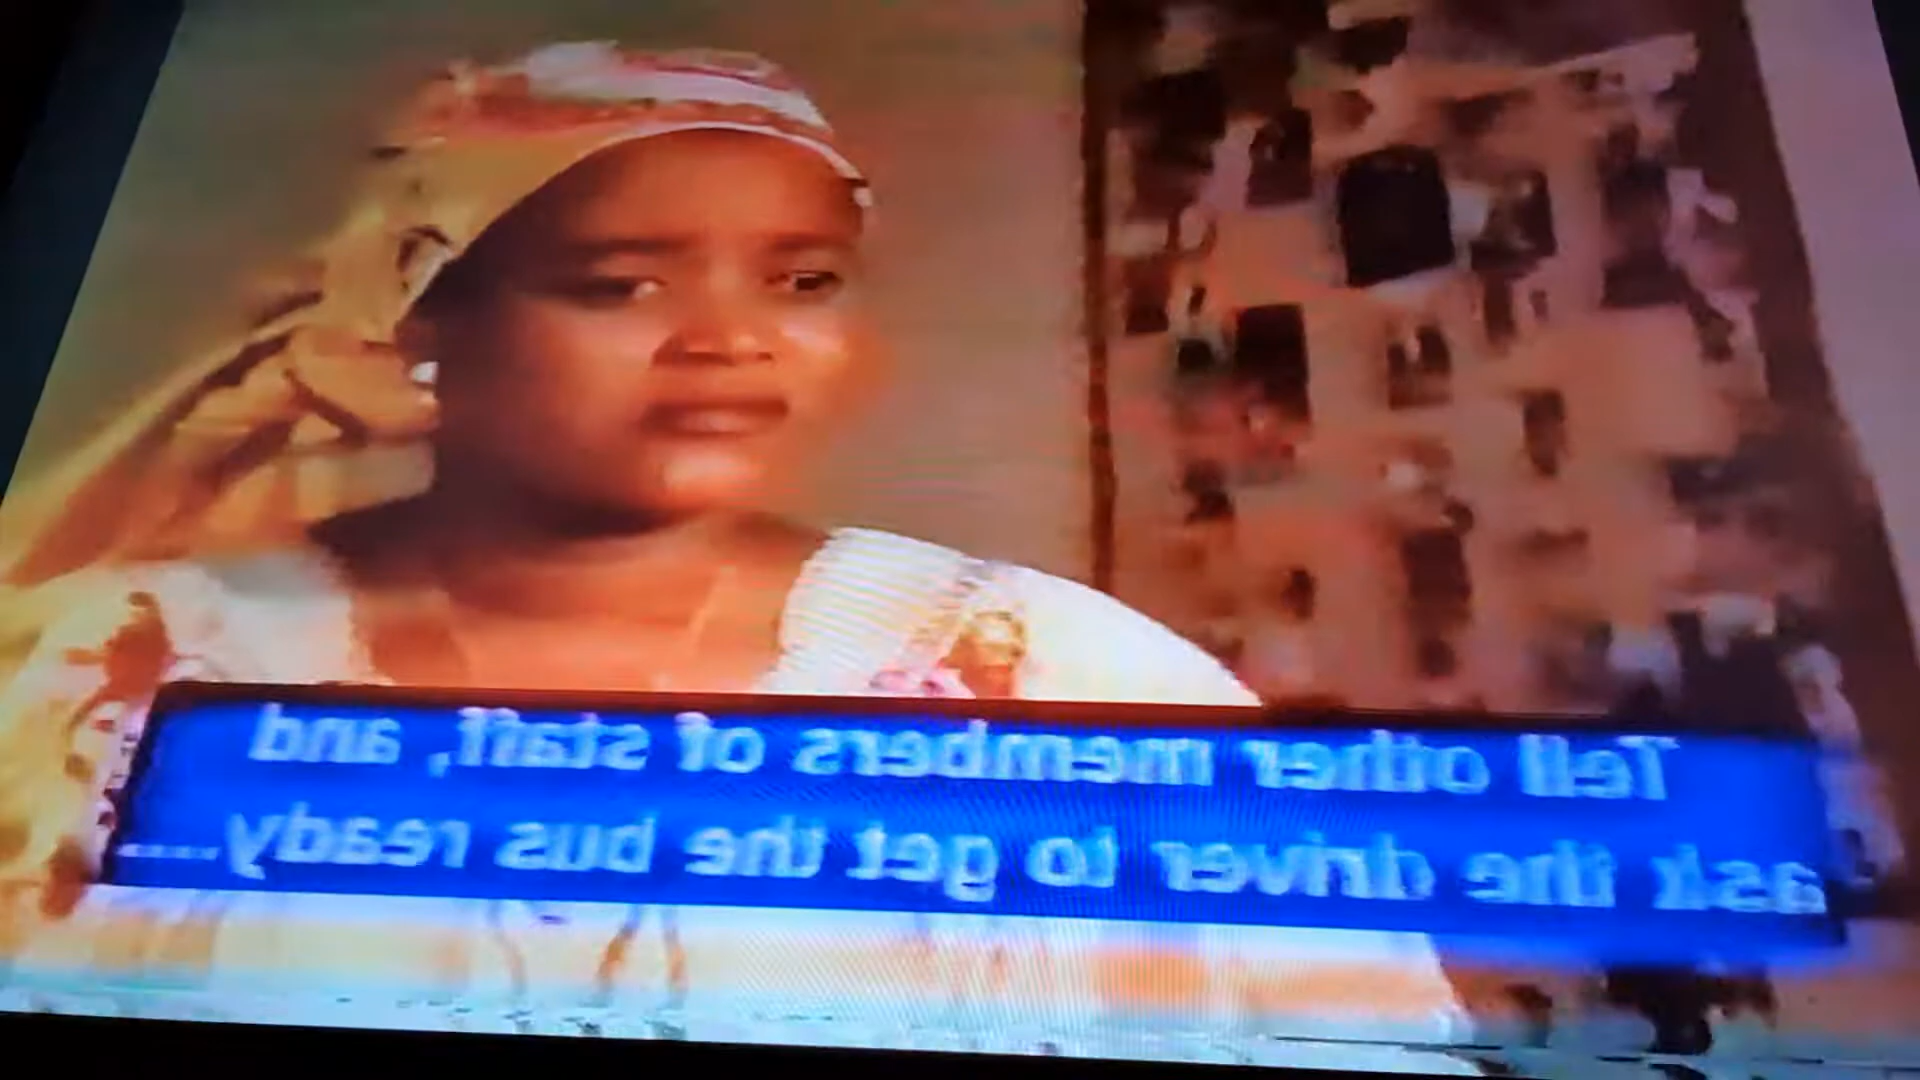 Tell other members of staff, and
ask the driver to get the bus ready....